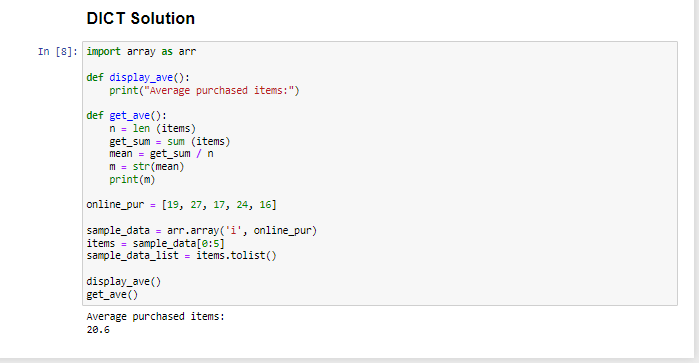 DICT Solution
In [8]: import array as arr
def display_ave():
    print("Average purchased items:")
def get_ave():
    n = len (items)
    get_sum = sum (items)
    mean = get_sum / n
    m = str(mean)
    print(m)
online_pur = [19, 27, 17, 24, 16]
sample_data = arr.array('i', online_pur)
items = sample_data[0:5]
sample_data_list = items.tolist()
display_ave()
get_ave()
Average purchased items:
20.6